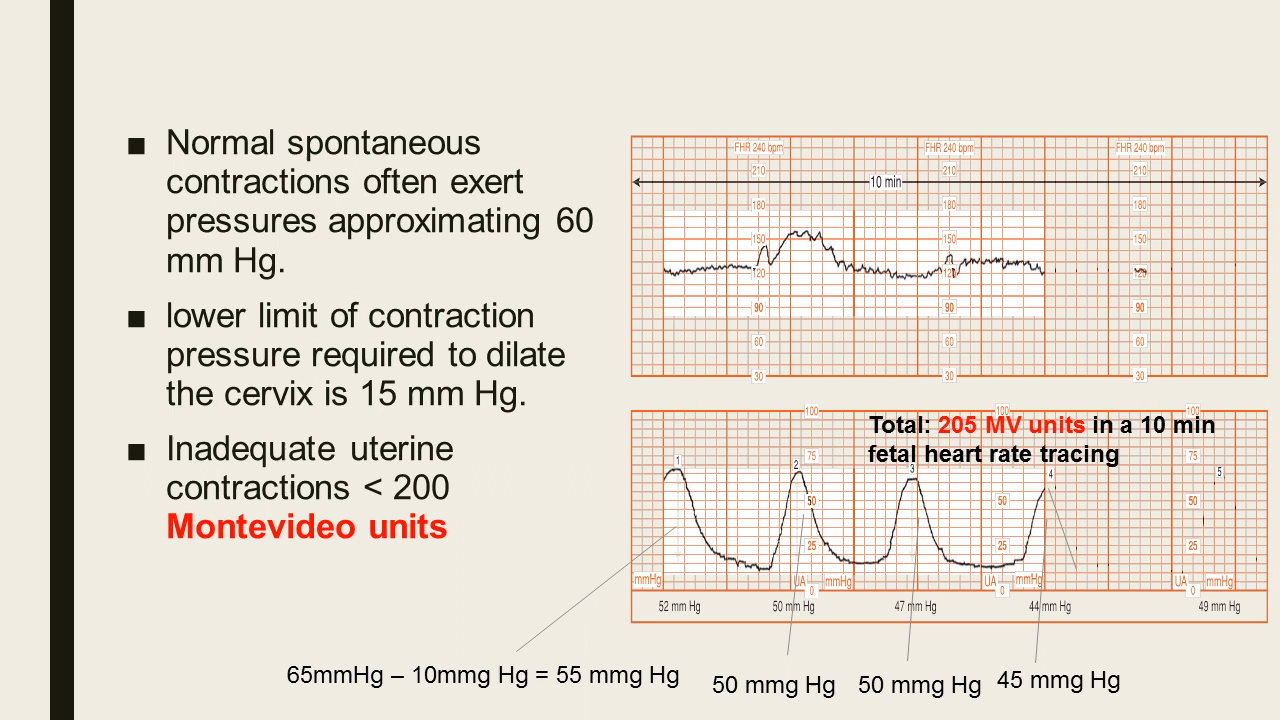 ■ Normal spontaneous
contractions often exert
pressures approximating 60
mm Hg.
■ lower limit of contraction
pressure required to dilate
the cervix is 15 mm Hg.
■ Inadequate uterine
contractions < 200
Montevideo units
FHR 240 bpm FHR 240 bpm FHR 240 bpm
210 210 210
10 min
180 180 180
150 150 150
120 120 120
90 90 90
60 60 60
30 30 30
100 100 100
Total: 205 MV units in a 10 min
fetal heart rate tracing
75 75
1 2 3 4 5
50 50 50
25 25 25
mmHg UA mmHg UA mmHg UA mmHg
0 0 0
52 mm Hg 50 mm Hg 47 mm Hg 44 mm Hg 49 mm Hg
65mmHg – 10mmg Hg = 55 mmg Hg
50 mmg Hg 50 mmg Hg 45 mmg Hg